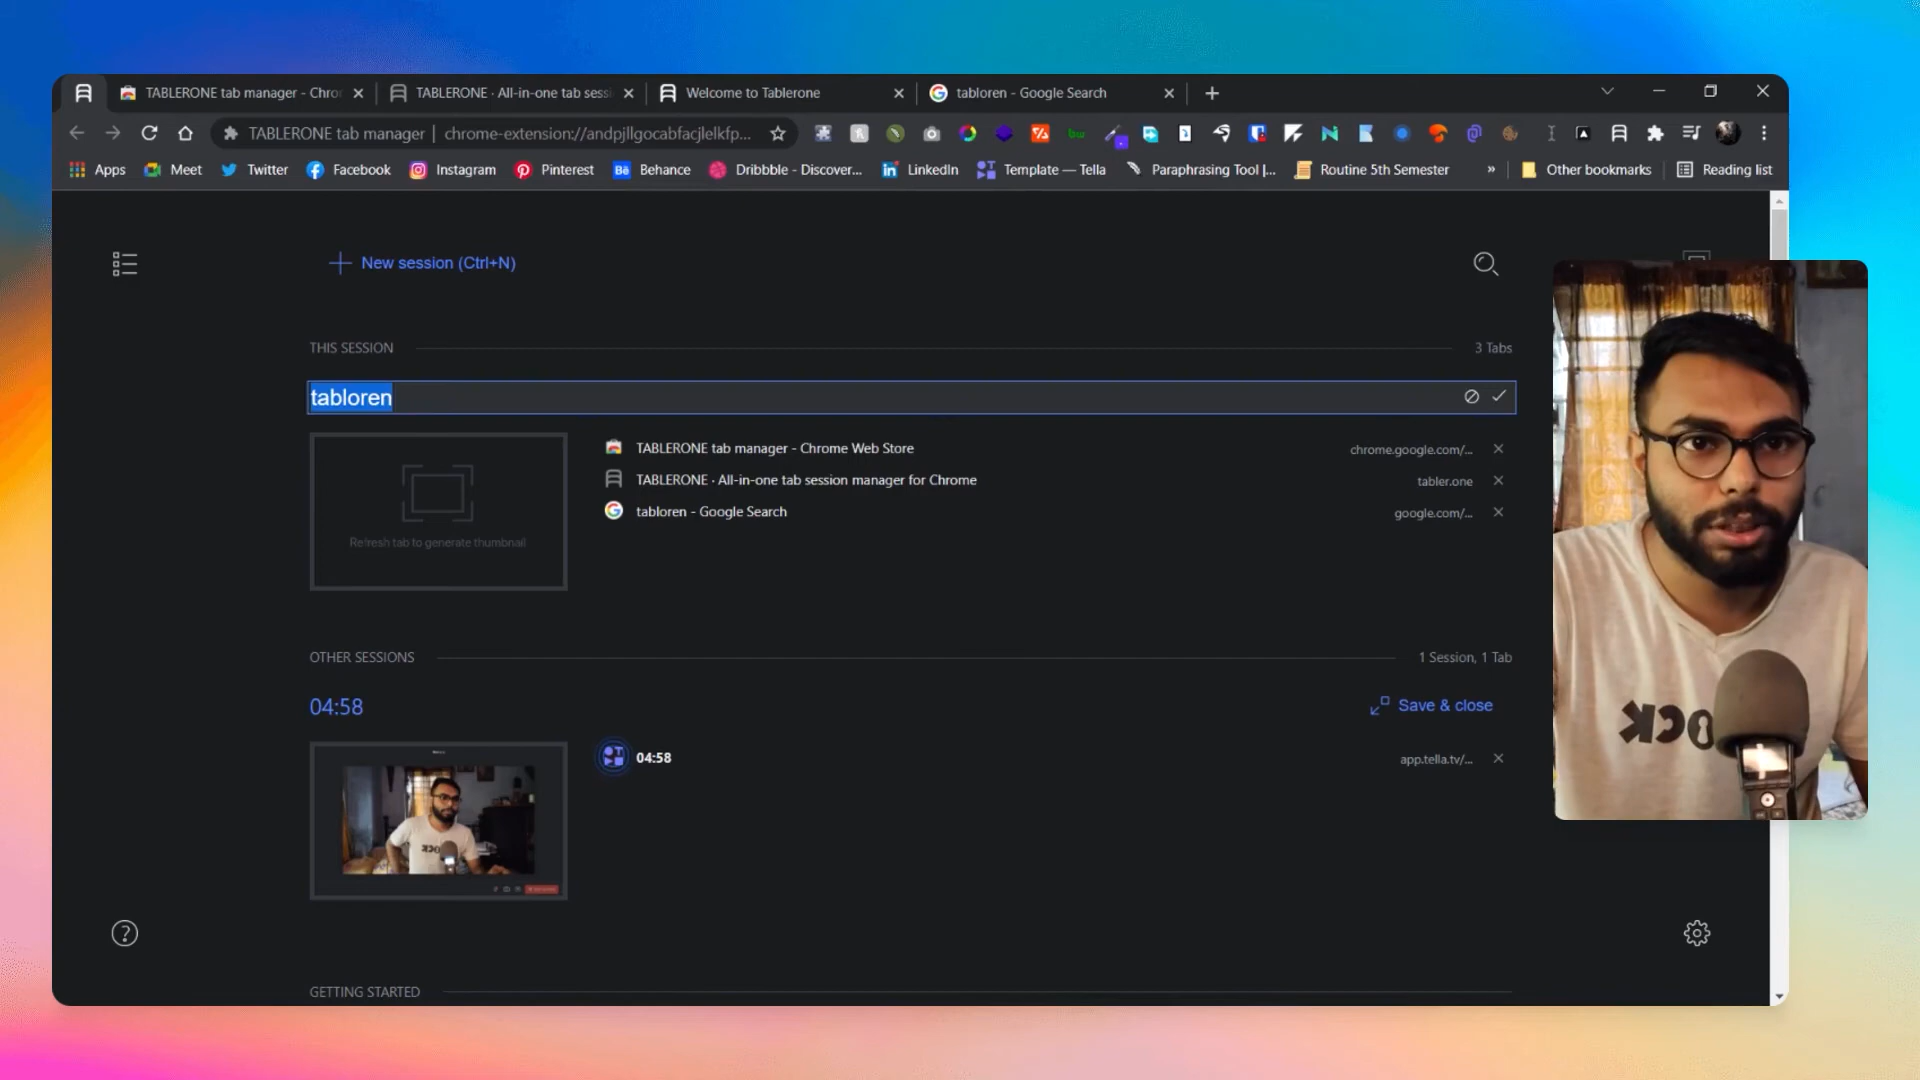 TABLERONE tab manager - Chro
TABLERONE · All-in-one tab sessi
Welcome to Tablerone
tabloren - Google Search
TABLERONE tab manager | chrome-extension://andpjllgocabfacjlelkfp...
Apps
Meet
Twitter
Facebook
Instagram
Pinterest
Bē
Behance
Dribbble - Discover...
in
LinkedIn
Template — Tella
Paraphrasing Tool |...
Routine 5th Semester
»
Other bookmarks
Reading list
New session (Ctrl+N)
THIS SESSION
3 Tabs
tabloren
TABLERONE tab manager - Chrome Web Store
chrome.google.com/...
TABLERONE · All-in-one tab session manager for Chrome
tabler.one
tabloren - Google Search
google.com/...
Refresh tab to generate thumbnail
OTHER SESSIONS
1 Session, 1 Tab
04:58
Save & close
04:58
app.tella.tv/...
GETTING STARTED